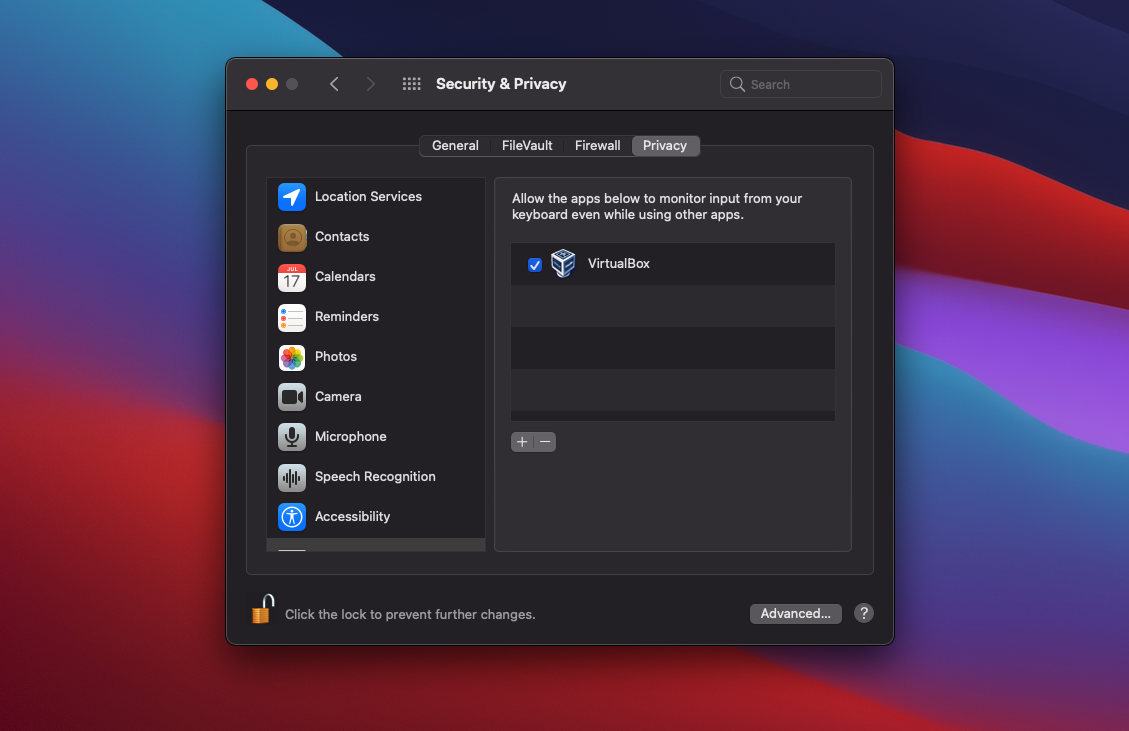 Security & Privacy
Search
General
FileVault
Firewall
Privacy
Location Services
Contacts
JUL
17
Calendars
Reminders
Photos
Camera
Microphone
Speech Recognition
Accessibility
Allow the apps below to monitor input from your
keyboard even while using other apps.
VirtualBox
+ −
Click the lock to prevent further changes.
Advanced...
?